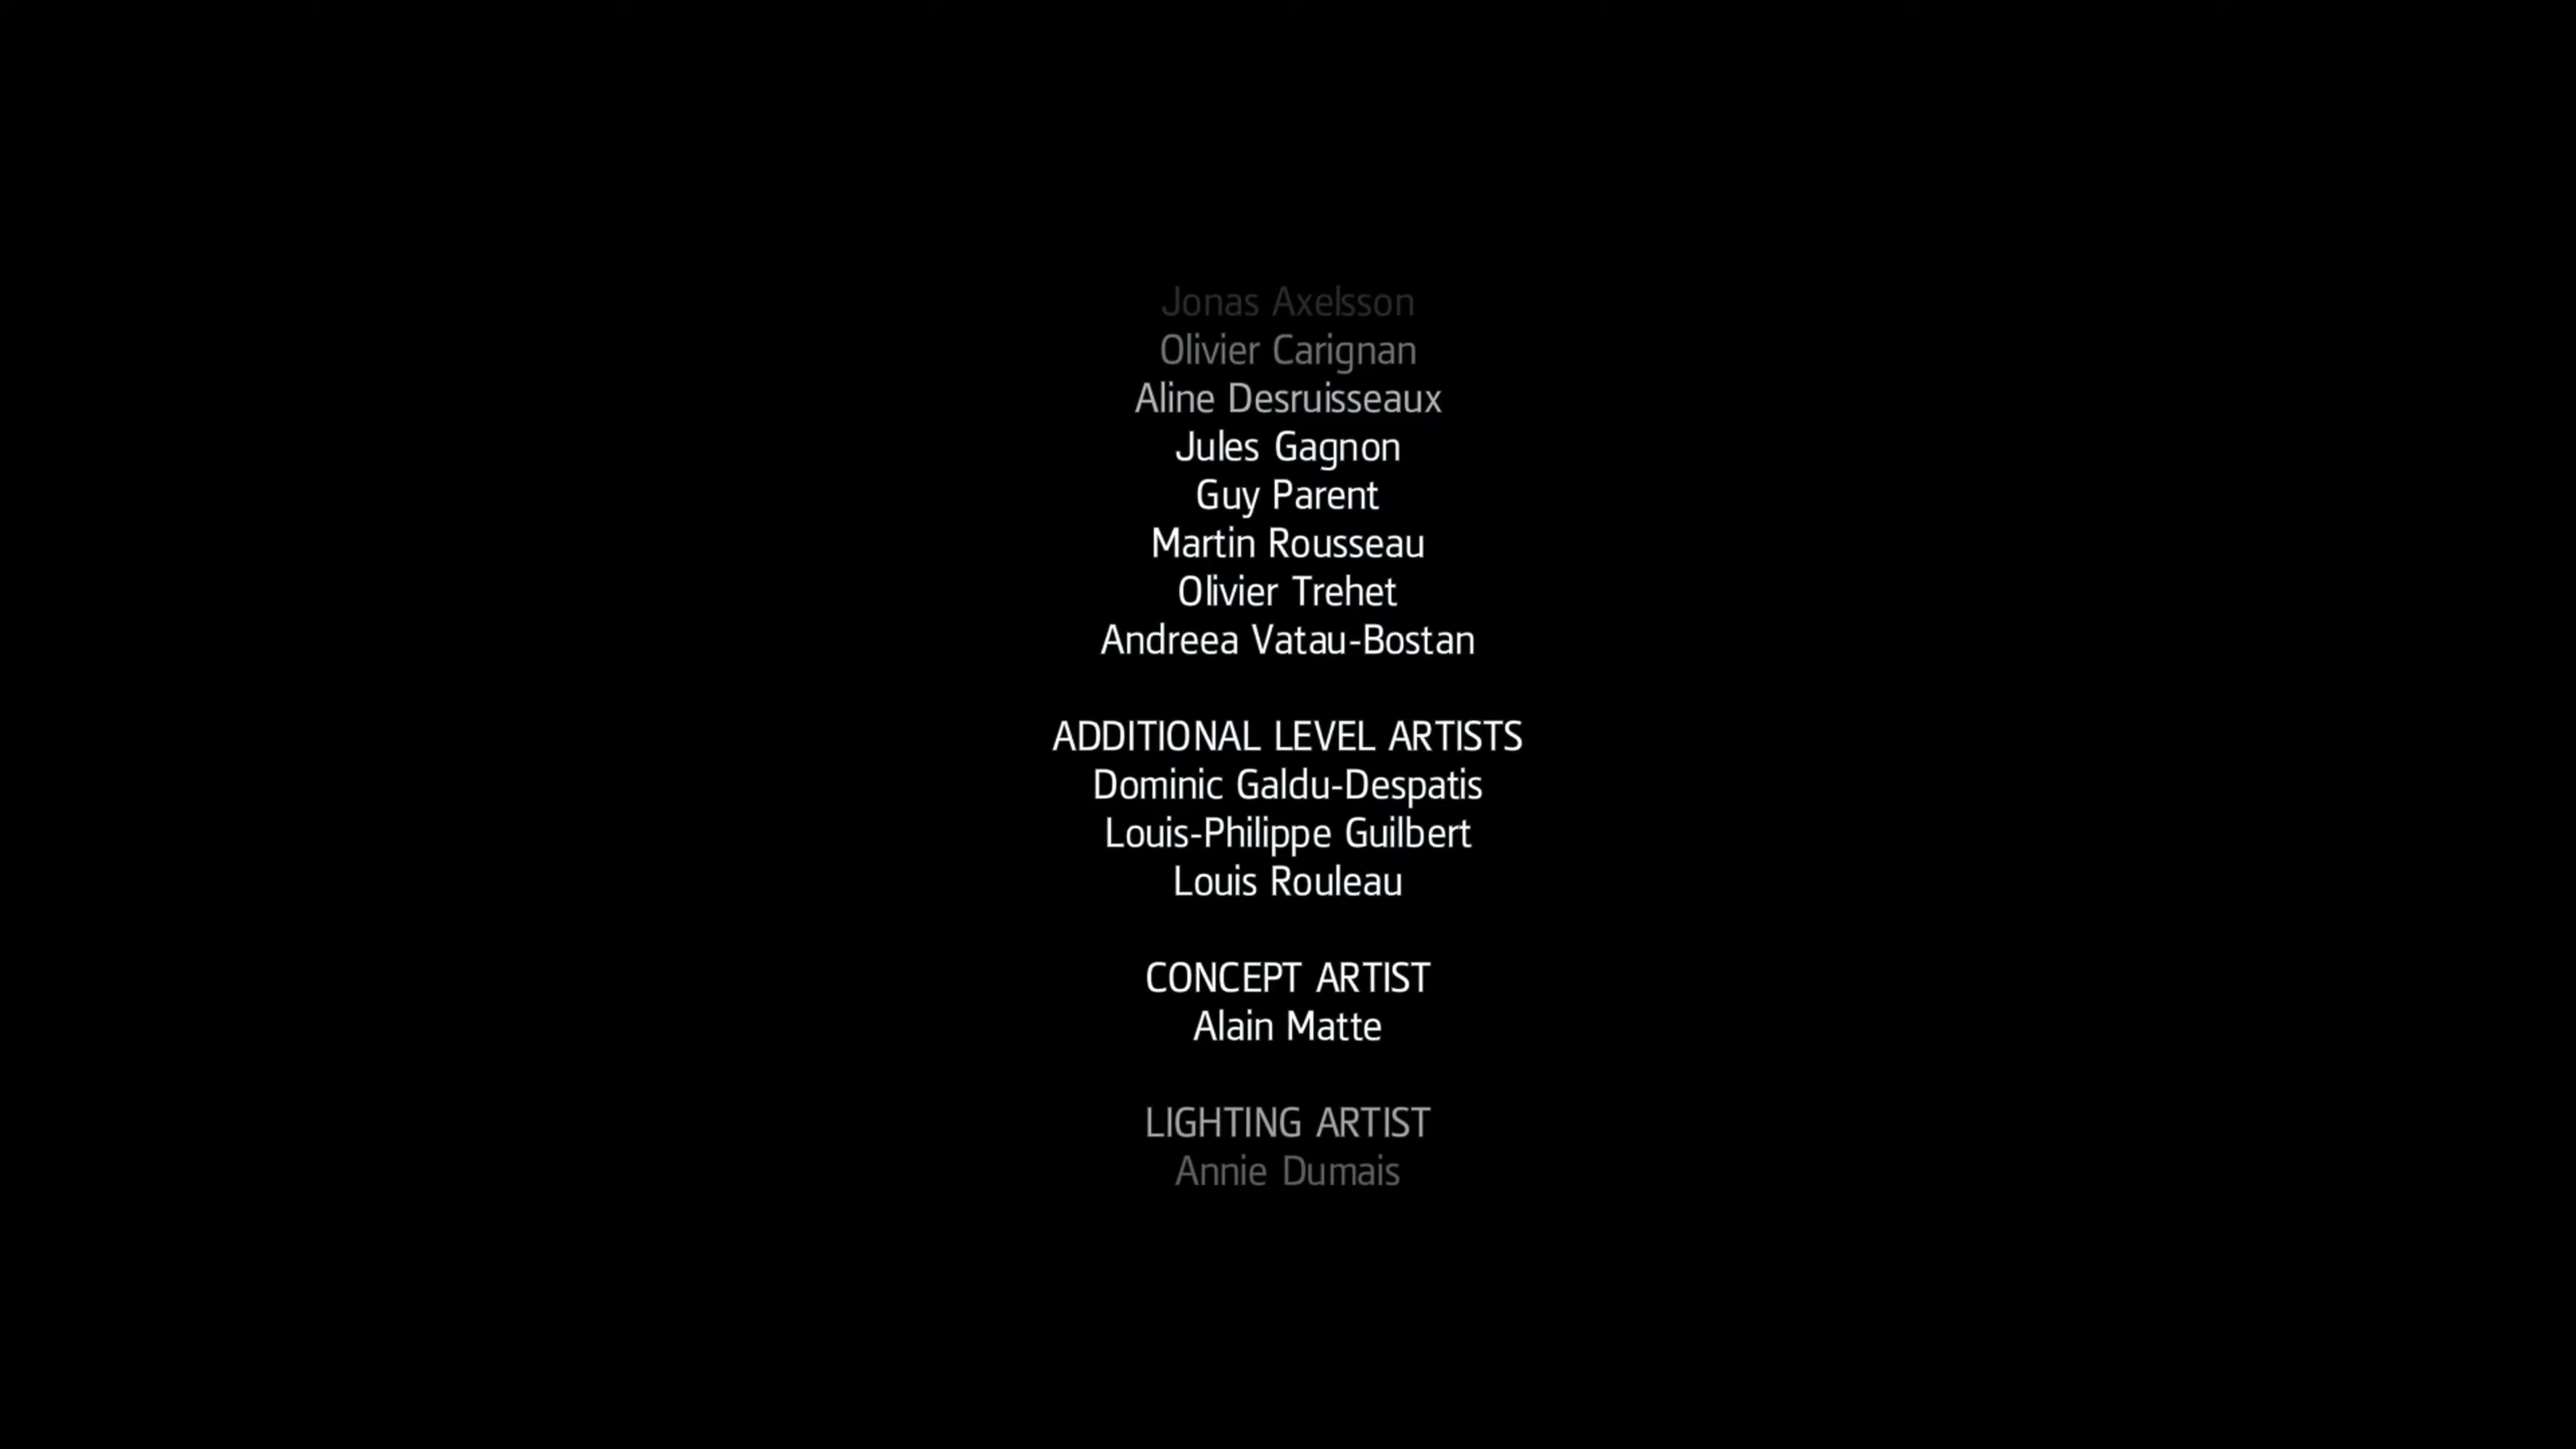 Jonas Axelsson
Olivier Carignan
Aline Desruisseaux
Jules Gagnon
Guy Parent
Martin Rousseau
Olivier Trehet
Andreea Vatau-Bostan
ADDITIONAL LEVEL ARTISTS
Dominic Galdu-Despatis
Louis-Philippe Guilbert
Louis Rouleau
CONCEPT ARTIST
Alain Matte
LIGHTING ARTIST
Annie Dumais